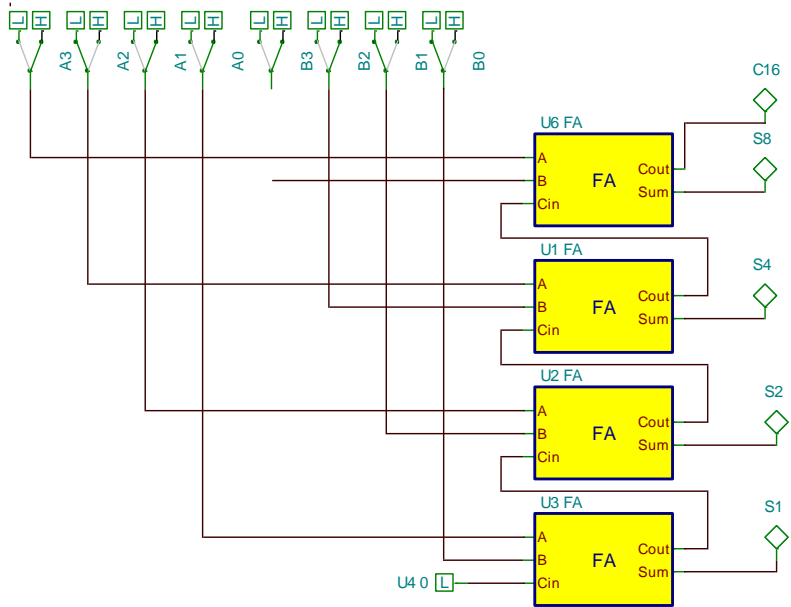 L H L H L H L H L H L H L H L H
A3 A2 A1 A0 B3 B2 B1 B0
C16
U6 FA
S8
A
Cout
B FA
Sum
Cin
U1 FA
S4
A
Cout
B FA
Sum
Cin
U2 FA
S2
A
Cout
B FA
Sum
Cin
U3 FA
S1
A
Cout
B FA
Sum
U4 0 L Cin